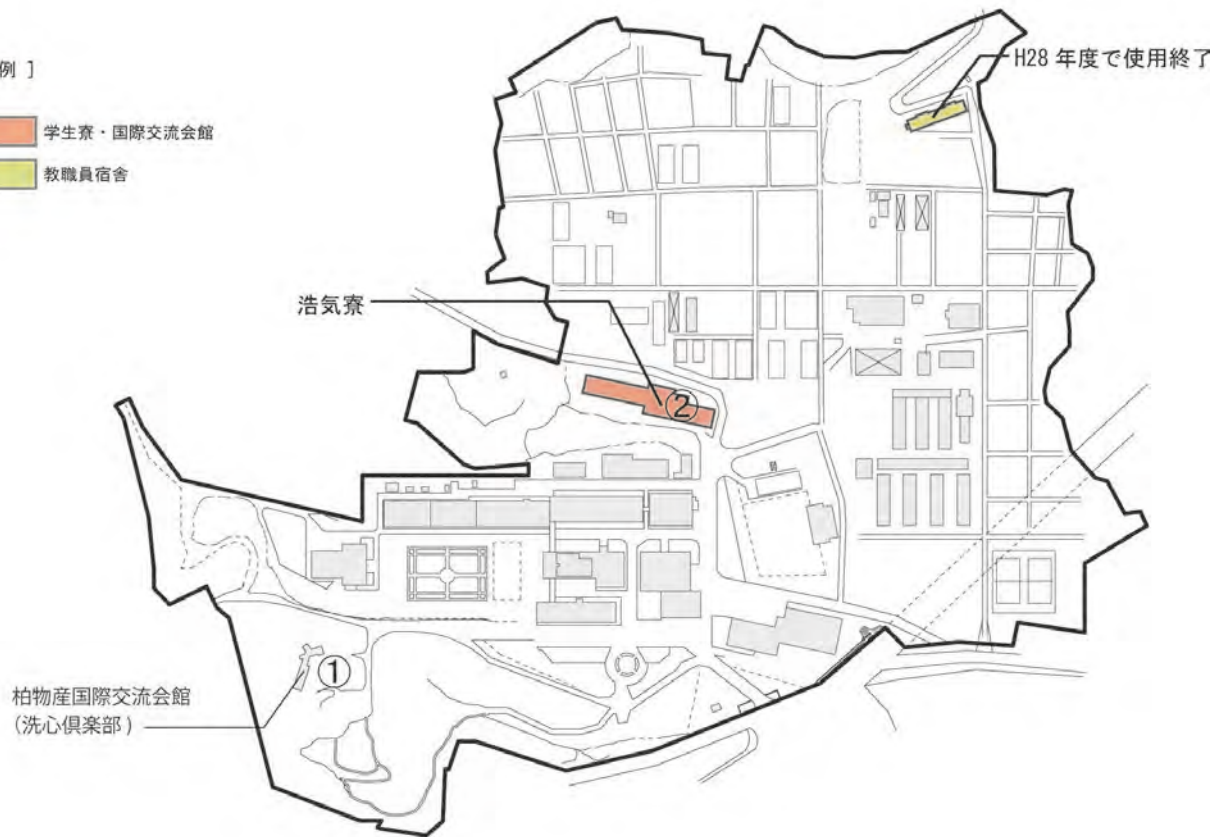 例 ]
学生寮・国際交流会館
教職員宿舎
H28 年度で使用終了
浩気寮
②
①
柏物産国際交流会館
(洗心倶楽部)